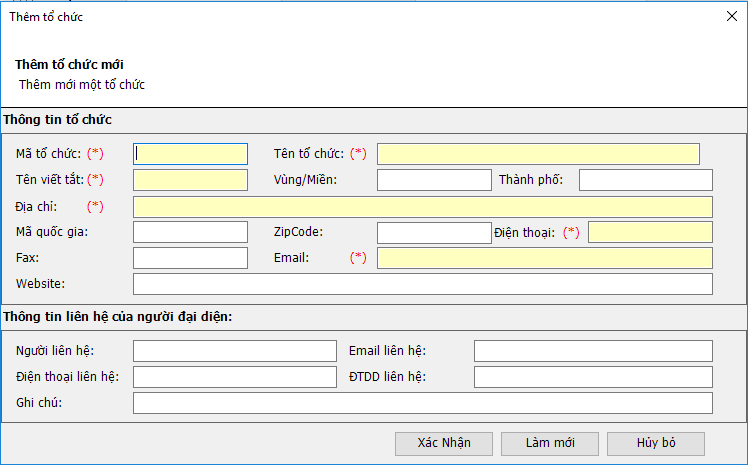 Thêm tổ chức
Thêm tổ chức mới
Thêm mới một tổ chức
Thông tin tổ chức
Mã tổ chức: (*) Tên tổ chức: (*)
Tên viết tắt: (*) Vùng/Miền: Thành phố:
Địa chỉ: (*)
Mã quốc gia: ZipCode: Điện thoại: (*)
Fax: Email: (*)
Website:
Thông tin liên hệ của người đại diện:
Người liên hệ: Email liên hệ:
Điện thoại liên hệ: ĐTDD liên hệ:
Ghi chú:
Xác Nhận Làm mới Hủy bỏ